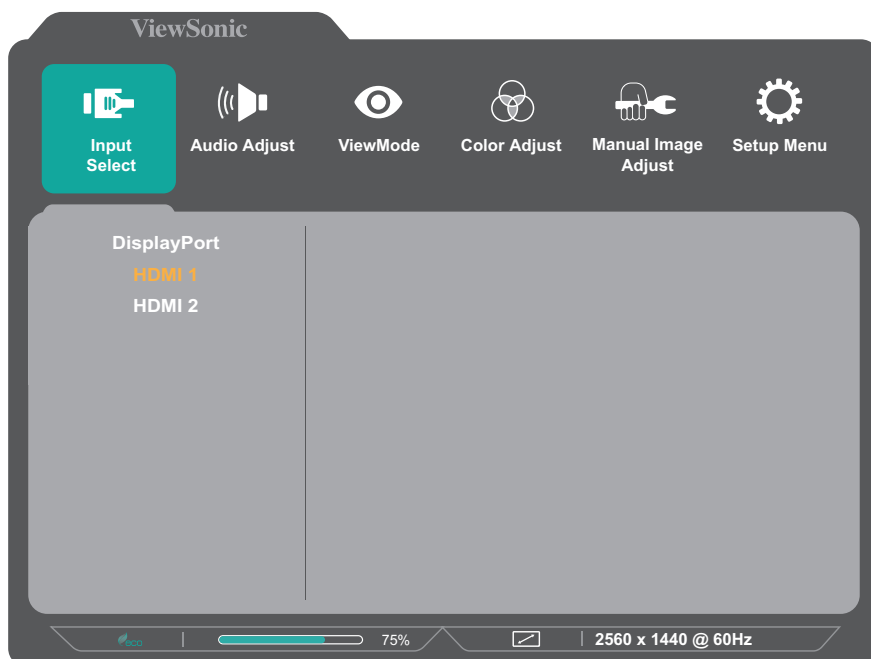 ViewSonic
Input
Select
Audio Adjust
ViewMode
Color Adjust
Manual Image
Adjust
Setup Menu
DisplayPort
HDMI 1
HDMI 2
eco
75%
2560 x 1440 @ 60Hz